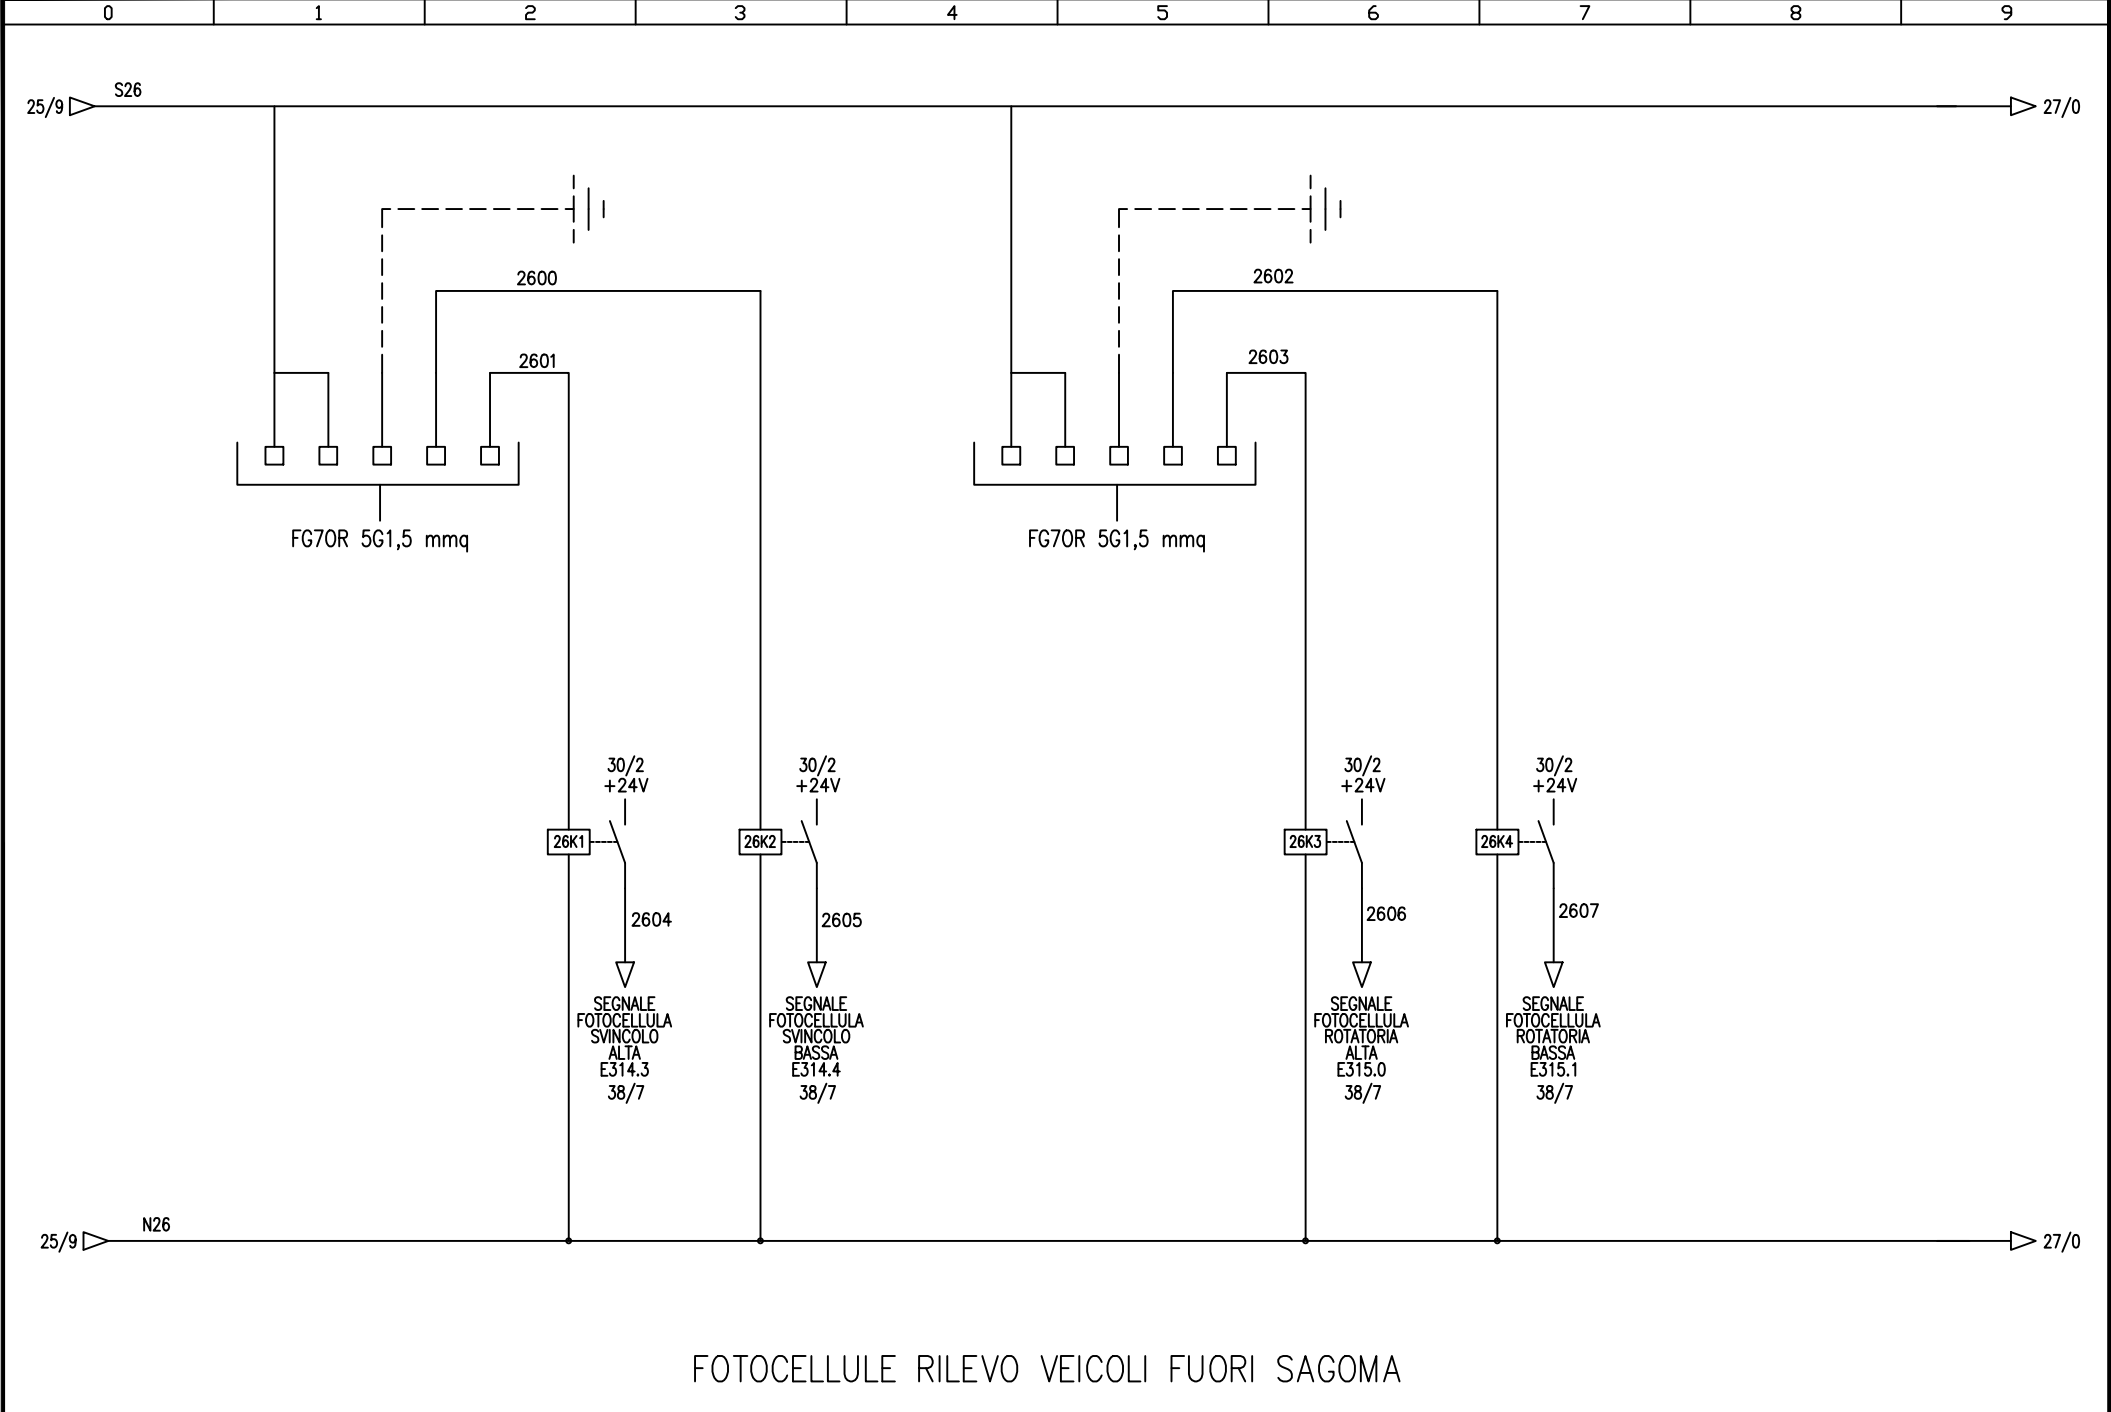 0 1 2 3 4 5 6 7 8 9
S26
25/9 27/0
2600 2602
2601 2603
FG7OR 5G1,5 mmq FG7OR 5G1,5 mmq
30/2 30/2 30/2 30/2
+24V +24V +24V +24V
26K1 26K2 26K3 26K4
2604 2605 2606 2607
SEGNALE
FOTOCELLULA
SVINCOLO
ALTA
E314.3
38/7
SEGNALE
FOTOCELLULA
SVINCOLO
BASSA
E314.4
38/7
SEGNALE
FOTOCELLULA
ROTATORIA
ALTA
E315.0
38/7
SEGNALE
FOTOCELLULA
ROTATORIA
BASSA
E315.1
38/7
N26
25/9 27/0
FOTOCELLULE RILEVO VEICOLI FUORI SAGOMA